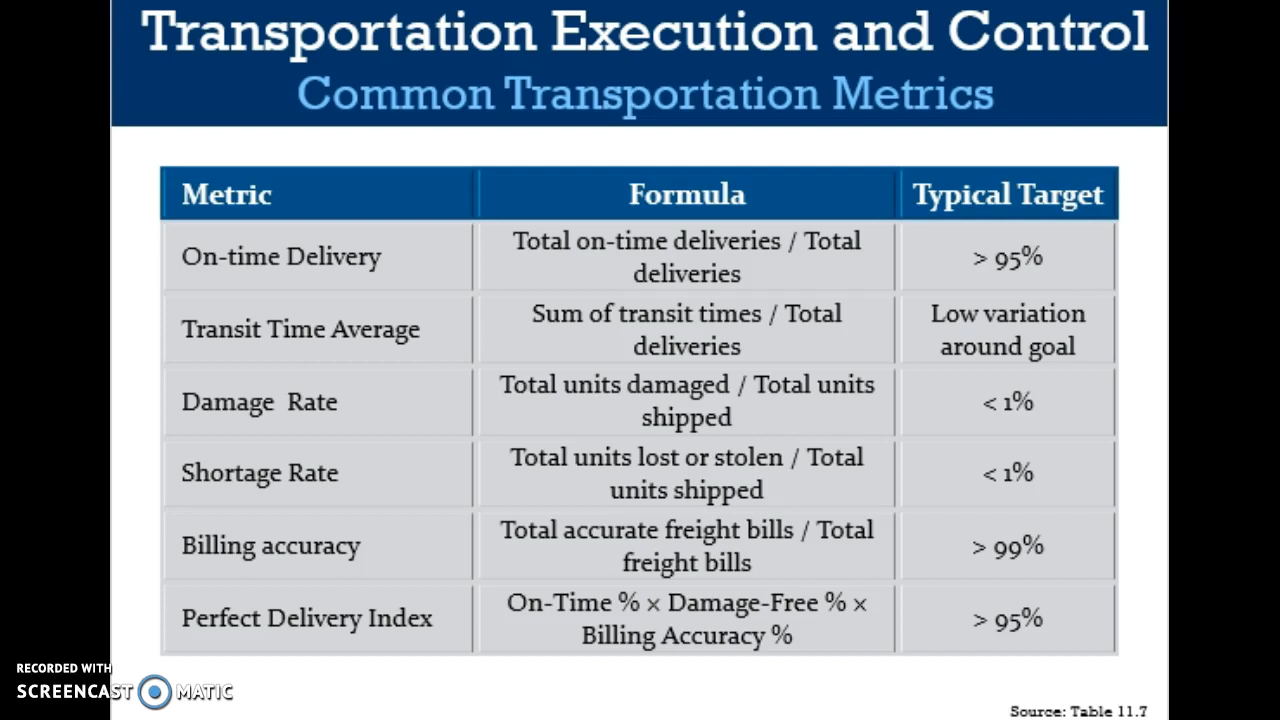 Transportation Execution and Control
Common Transportation Metrics
Metric Formula Typical Target
On-time Delivery Total on-time deliveries / Total deliveries > 95%
Transit Time Average Sum of transit times / Total deliveries Low variation around goal
Damage Rate Total units damaged / Total units shipped < 1%
Shortage Rate Total units lost or stolen / Total units shipped < 1%
Billing accuracy Total accurate freight bills / Total freight bills > 99%
Perfect Delivery Index On-Time % × Damage-Free % × Billing Accuracy % > 95%
RECORDED WITH
SCREENCAST MATIC
Source: Table 11.7